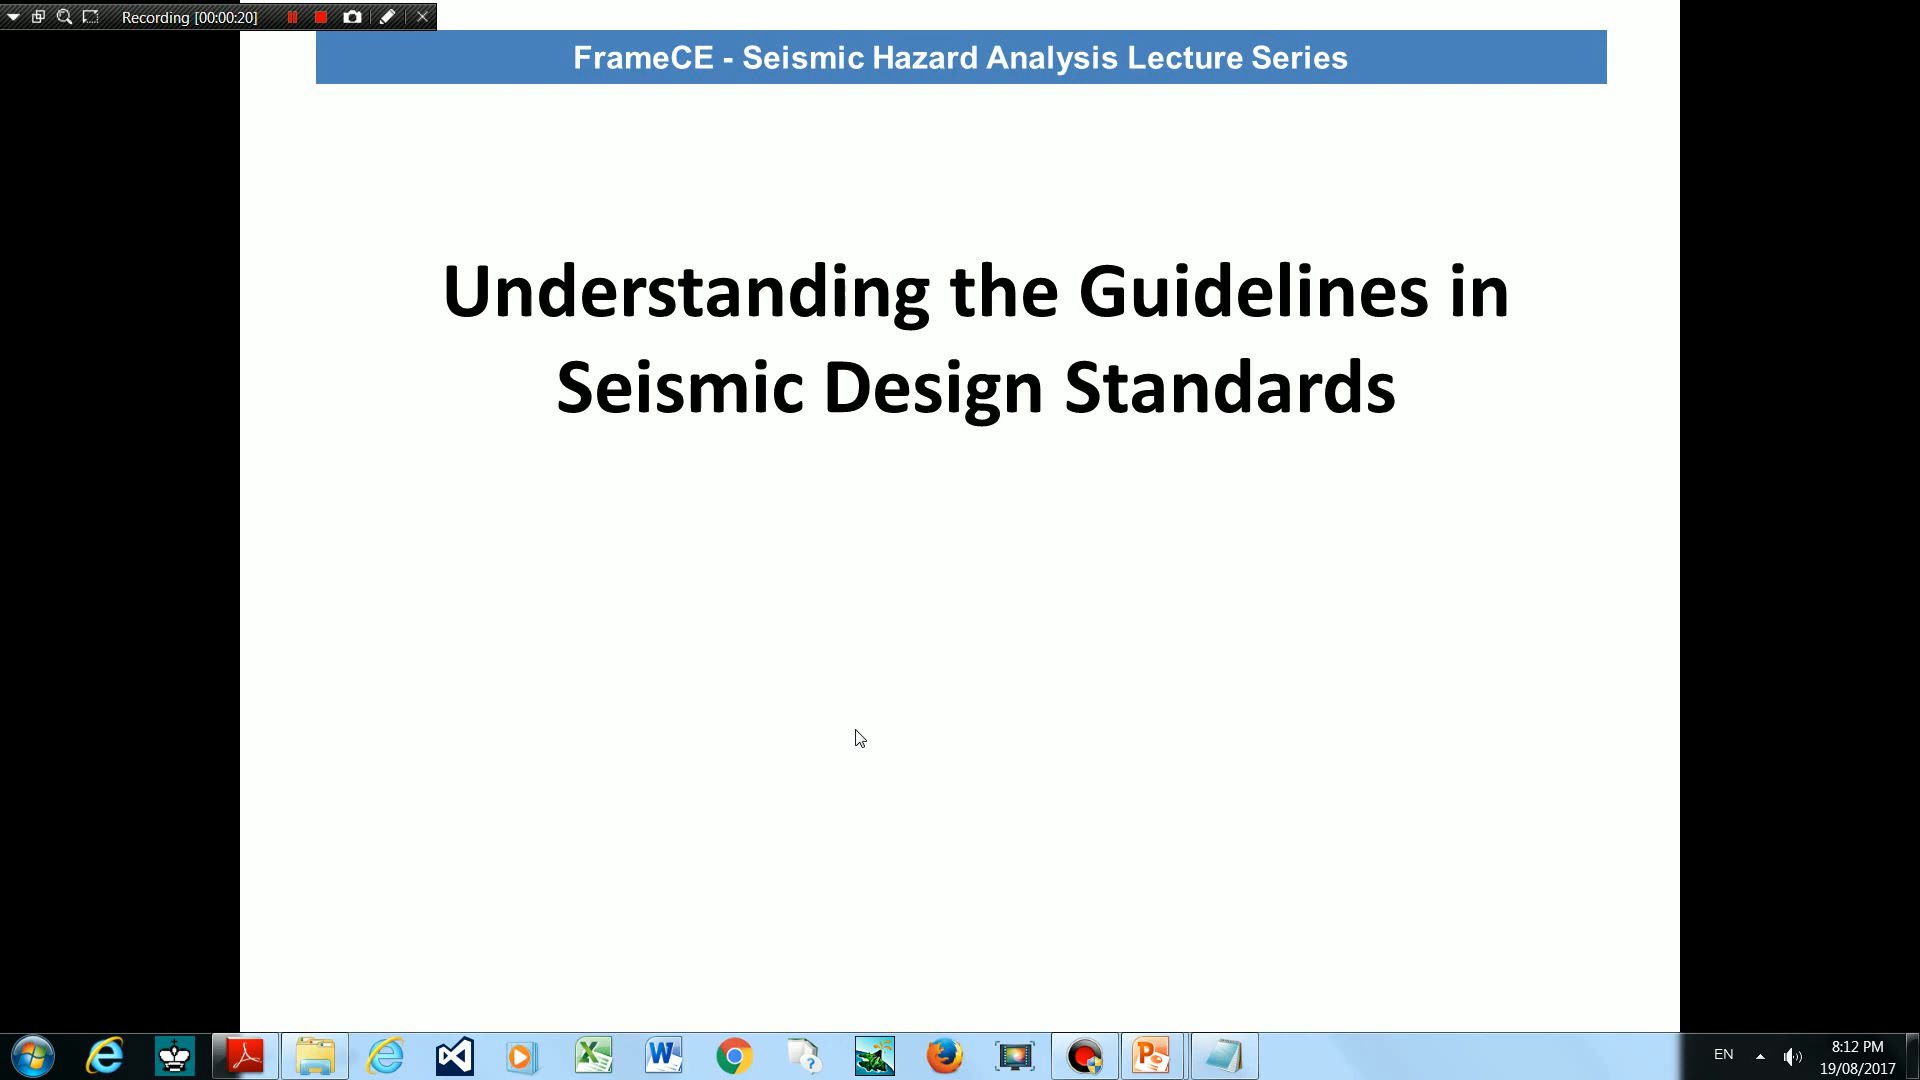 Recording [00:00:20]
FrameCE - Seismic Hazard Analysis Lecture Series
Understanding the Guidelines in
Seismic Design Standards
EN
8:12 PM
19/08/2017